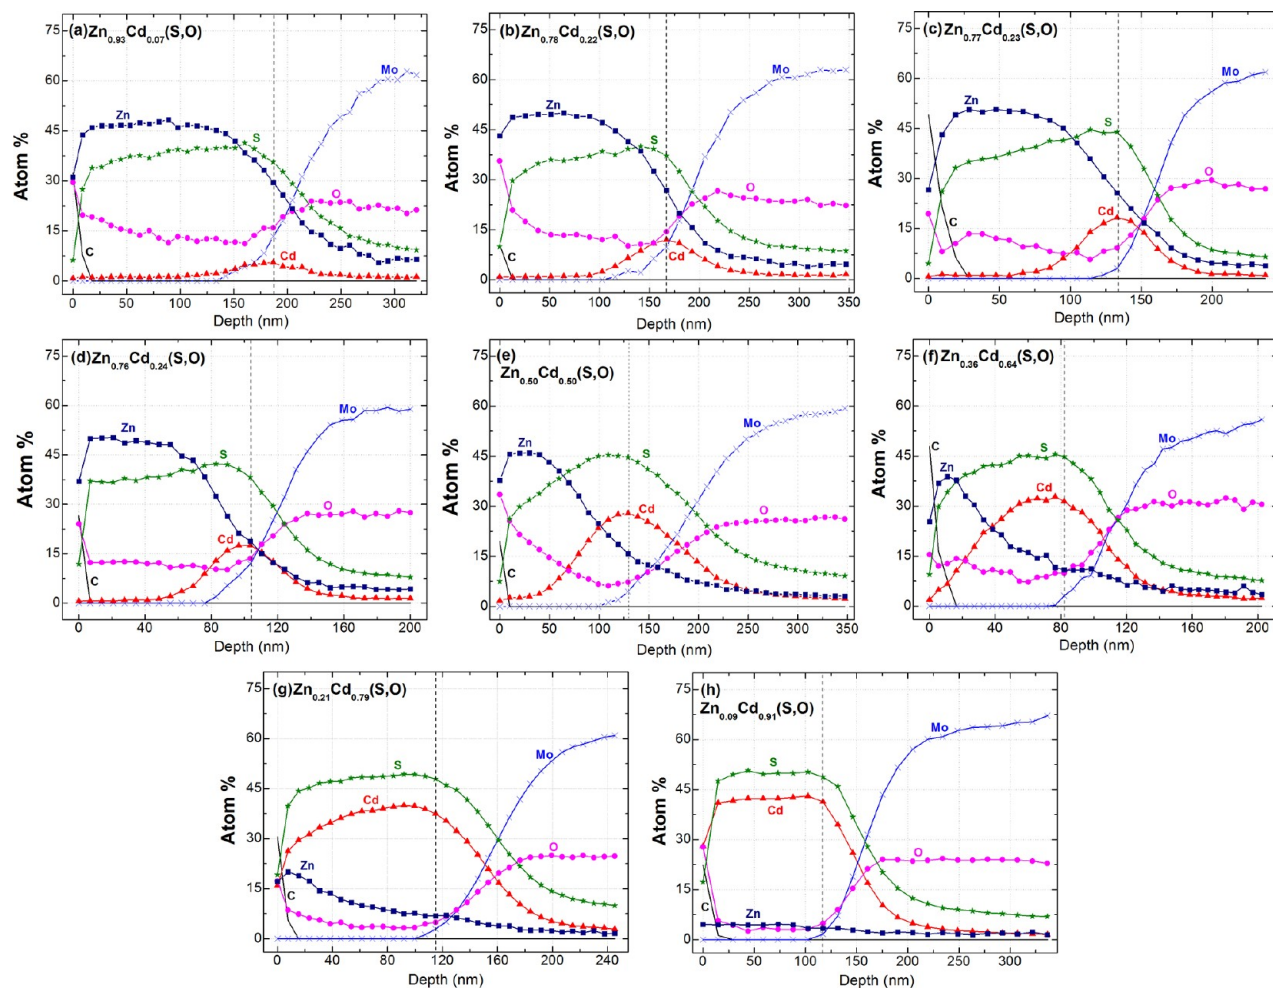 (a)Zn0.93Cd0.07(S,O)
Atom %
75
60
45
30
15
0
Zn
S
O
C
Cd
Mo
0 50 100 150 200 250 300
Depth (nm)
(b)Zn0.78Cd0.22(S,O)
Atom %
75
60
45
30
15
0
Zn
S
O
C
Cd
Mo
0 50 100 150 200 250 300 350
Depth (nm)
(c)Zn0.77Cd0.23(S,O)
Atom %
75
60
45
30
15
0
Zn
S
O
C
Cd
Mo
0 50 100 150 200
Depth (nm)
(d)Zn0.76Cd0.24(S,O)
Atom %
75
60
45
30
15
0
Zn
S
O
C
Cd
Mo
0 40 80 120 160 200
Depth (nm)
(e)
Zn0.50Cd0.50(S,O)
Atom %
75
60
45
30
15
0
Zn
S
O
C
Cd
Mo
0 50 100 150 200 250 300 350
Depth (nm)
(f)Zn0.36Cd0.64(S,O)
Atom %
75
60
45
30
15
0
C
Zn
S
Cd
O
Mo
0 40 80 120 160 200
Depth (nm)
(g)Zn0.21Cd0.79(S,O)
Atom %
75
60
45
30
15
0
S
Cd
Zn
C
O
Mo
0 40 80 120 160 200 240
Depth (nm)
(h)
Zn0.09Cd0.91(S,O)
Atom %
75
60
45
30
15
0
S
Cd
Zn
C
O
Mo
0 50 100 150 200 250 300
Depth (nm)